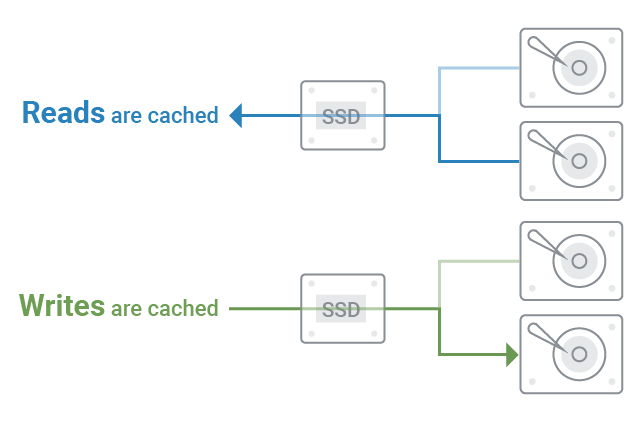 Reads are cached
SSD
Writes are cached
SSD